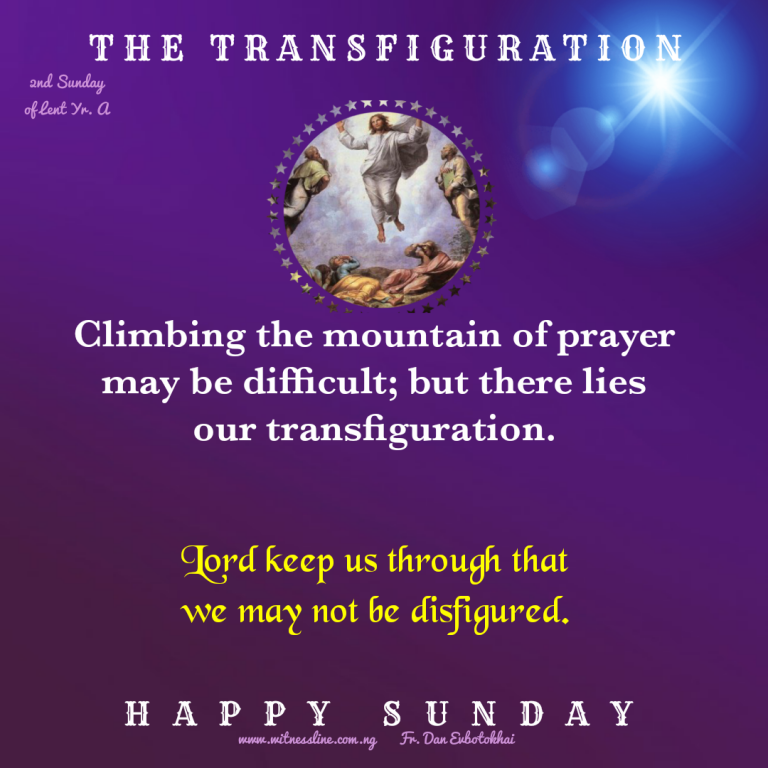 THE TRANSFIGURATION
2nd Sunday
of Lent Yr. A
Climbing the mountain of prayer
may be difficult; but there lies
our transfiguration.
Lord keep us through that
we may not be disfigured.
HAPPY SUNDAY
www.witnessline.com.ng Fr. Dan Evbotokhai